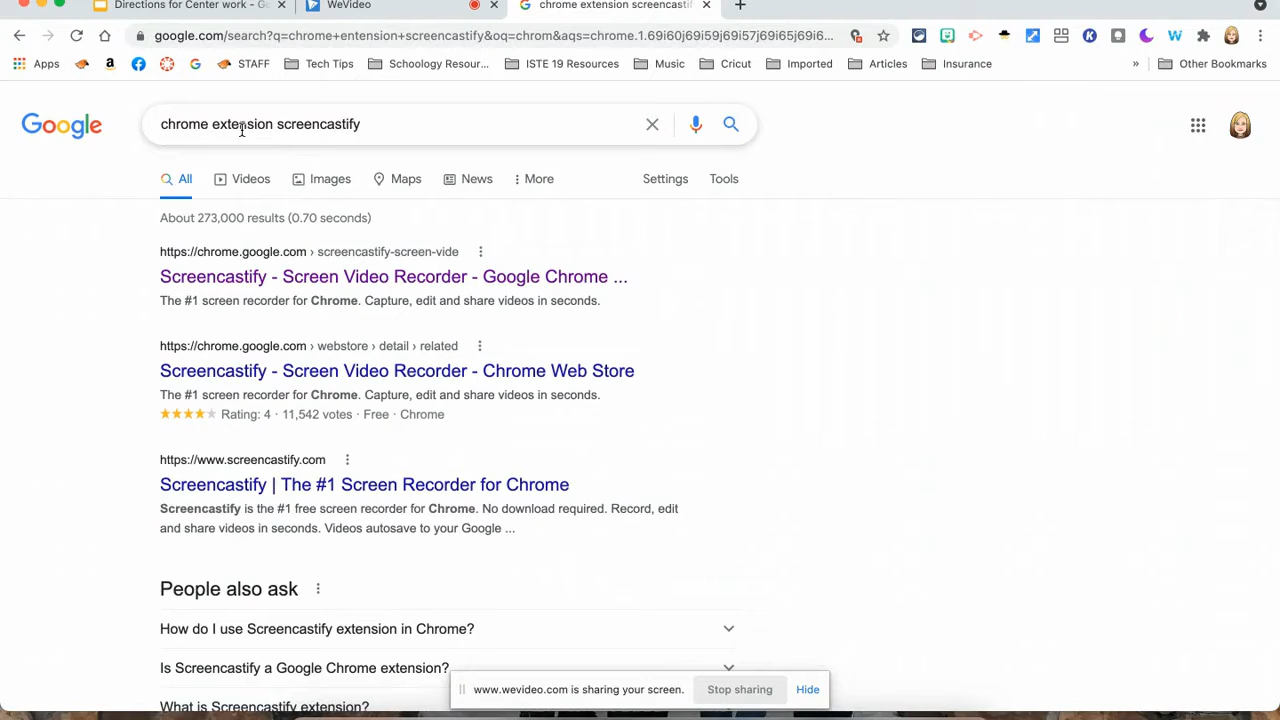 Directions for Center work - Go
WeVideo
chrome extension screencastif
google.com/search?q=chrome+entension+screencastify&oq=chrom&aqs=chrome.1.69i60j69i59j69i57j69i65j69i6...
Apps
STAFF
Tech Tips
Schoology Resour...
ISTE 19 Resources
Music
Cricut
Imported
Articles
Insurance
»
Other Bookmarks
Google
chrome extension screencastify
All
Videos
Images
Maps
News
More
Settings
Tools
About 273,000 results (0.70 seconds)
https://chrome.google.com › screencastify-screen-vide
Screencastify - Screen Video Recorder - Google Chrome ...
The #1 screen recorder for Chrome. Capture, edit and share videos in seconds.
https://chrome.google.com › webstore › detail › related
Screencastify - Screen Video Recorder - Chrome Web Store
The #1 screen recorder for Chrome. Capture, edit and share videos in seconds.
Rating: 4 · 11,542 votes · Free · Chrome
https://www.screencastify.com
Screencastify | The #1 Screen Recorder for Chrome
Screencastify is the #1 free screen recorder for Chrome. No download required. Record, edit
and share videos in seconds. Videos autosave to your Google ...
People also ask
How do I use Screencastify extension in Chrome?
Is Screencastify a Google Chrome extension?
What is Screencastify extension?
www.wevideo.com is sharing your screen.
Stop sharing
Hide